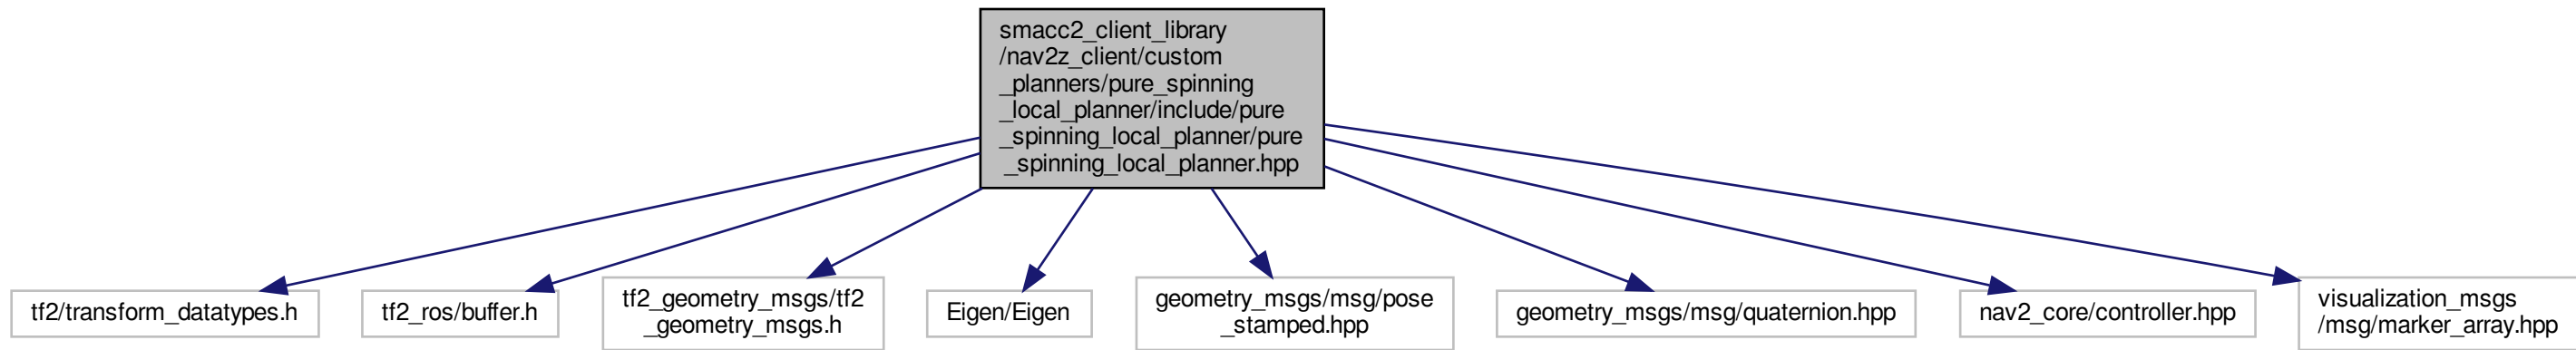 smacc2_client_library
/nav2z_client/custom
_planners/pure_spinning
_local_planner/include/pure
_spinning_local_planner/pure
_spinning_local_planner.hpp
tf2/transform_datatypes.h
tf2_ros/buffer.h
tf2_geometry_msgs/tf2
_geometry_msgs.h
Eigen/Eigen
geometry_msgs/msg/pose
_stamped.hpp
geometry_msgs/msg/quaternion.hpp
nav2_core/controller.hpp
visualization_msgs
/msg/marker_array.hpp